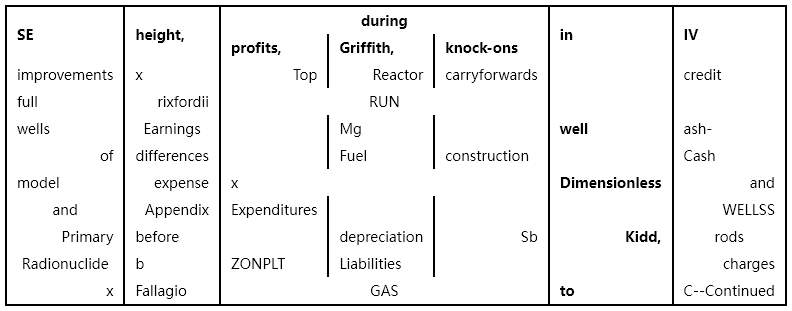 during
SE height, profits, Griffith, knock-ons in IV
improvements x Top Reactor carryforwards credit
full rixfordii RUN
wells Earnings Mg well ash-
of differences Fuel construction Cash
model expense x Dimensionless and
and Appendix Expenditures WELLSS
Primary before depreciation Sb Kidd, rods
Radionuclide b ZONPLT Liabilities charges
x Fallagio GAS to C--Continued